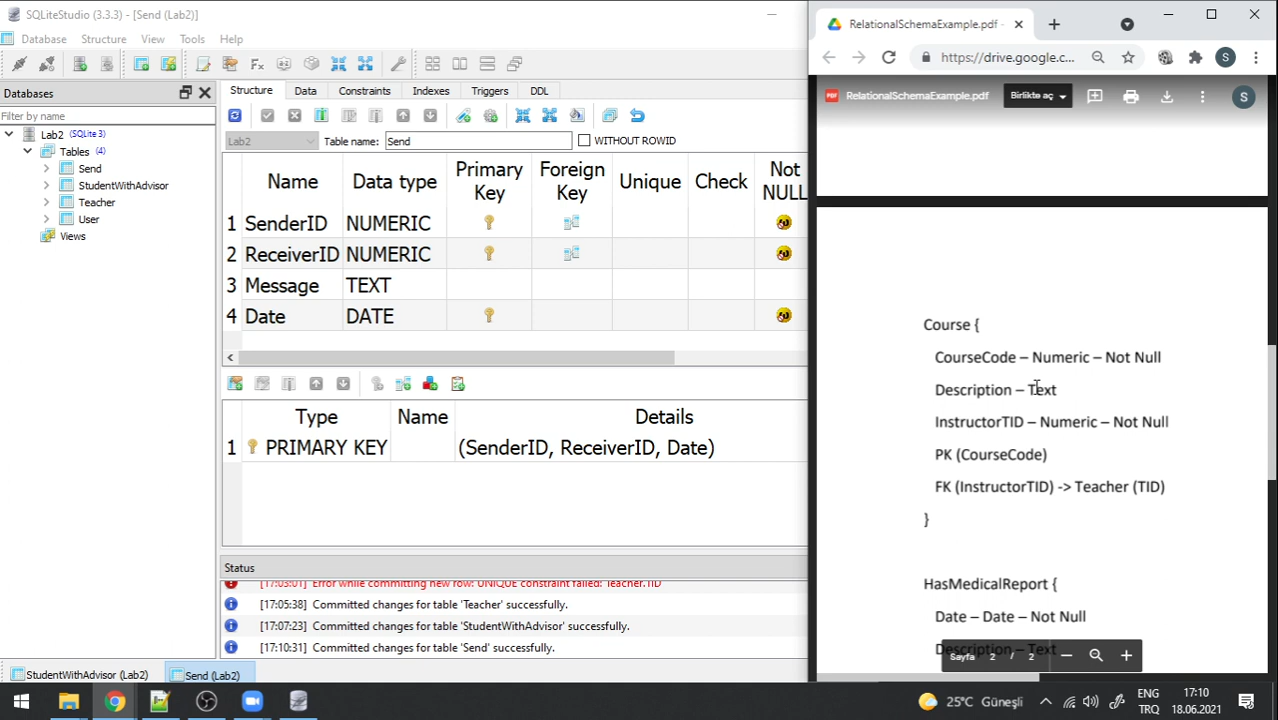 SQLiteStudio (3.3.3) - [Send (Lab2)]
Database Structure View Tools Help
Databases
Filter by name
Lab2 (SQLite 3)
Tables (4)
Send
StudentWithAdvisor
Teacher
User
Views
Structure Data Constraints Indexes Triggers DDL
Lab2 Table name: Send WITHOUT ROWID
Name Data type Primary Key Foreign Key Unique Check Not NULL
1 SenderID NUMERIC
2 ReceiverID NUMERIC
3 Message TEXT
4 Date DATE
Type Name Details
1 PRIMARY KEY (SenderID, ReceiverID, Date)
Status
[17:03:01] Error while committing new row: UNIQUE constraint failed: Teacher.TID
[17:05:38] Committed changes for table 'Teacher' successfully.
[17:07:23] Committed changes for table 'StudentWithAdvisor' successfully.
[17:10:31] Committed changes for table 'Send' successfully.
StudentWithAdvisor (Lab2) Send (Lab2)
RelationalSchemaExample.pdf -
https://drive.google.c...
S
PDF RelationalSchemaExample.pdf Birlikte aç S
Course {
CourseCode – Numeric – Not Null
Description – Text
InstructorTID – Numeric – Not Null
PK (CourseCode)
FK (InstructorTID) -> Teacher (TID)
}
HasMedicalReport {
Date – Date – Not Null
Description – Text
Sayfa 2 / 2
25°C Güneşli
ENG
TRQ
17:10
18.06.2021